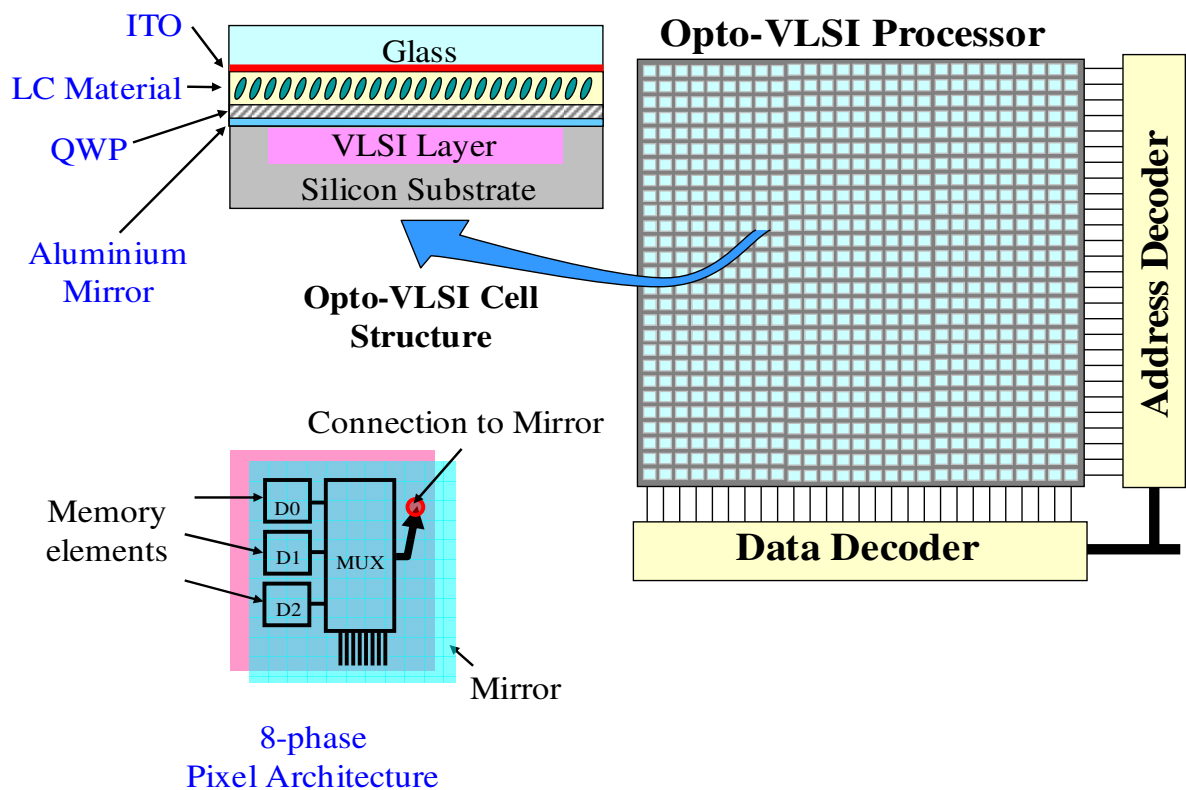 ITO
LC Material
QWP
Aluminium
Mirror
Glass
VLSI Layer
Silicon Substrate
Opto-VLSI Cell
Structure
Opto-VLSI Processor
Address Decoder
Data Decoder
Connection to Mirror
Memory
elements
D0
D1
D2
MUX
Mirror
8-phase
Pixel Architecture